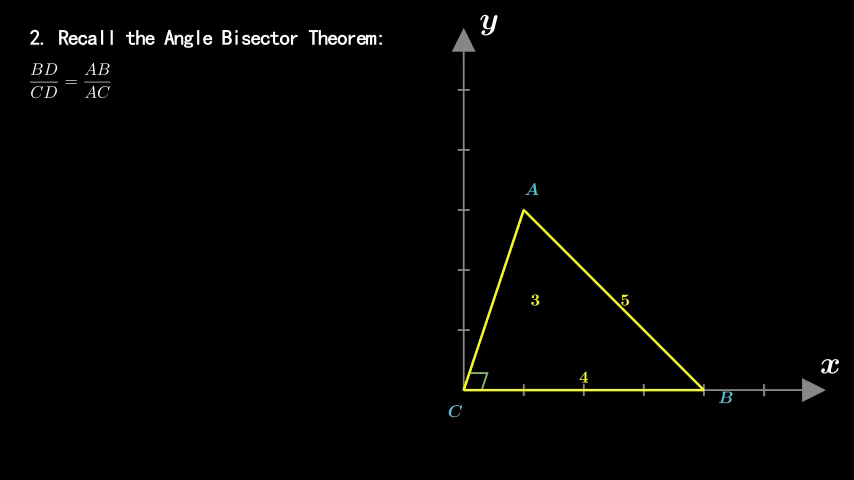 2. Recall the Angle Bisector Theorem:
BD/CD = AB/AC
y
A
3
5
x
4
B
C